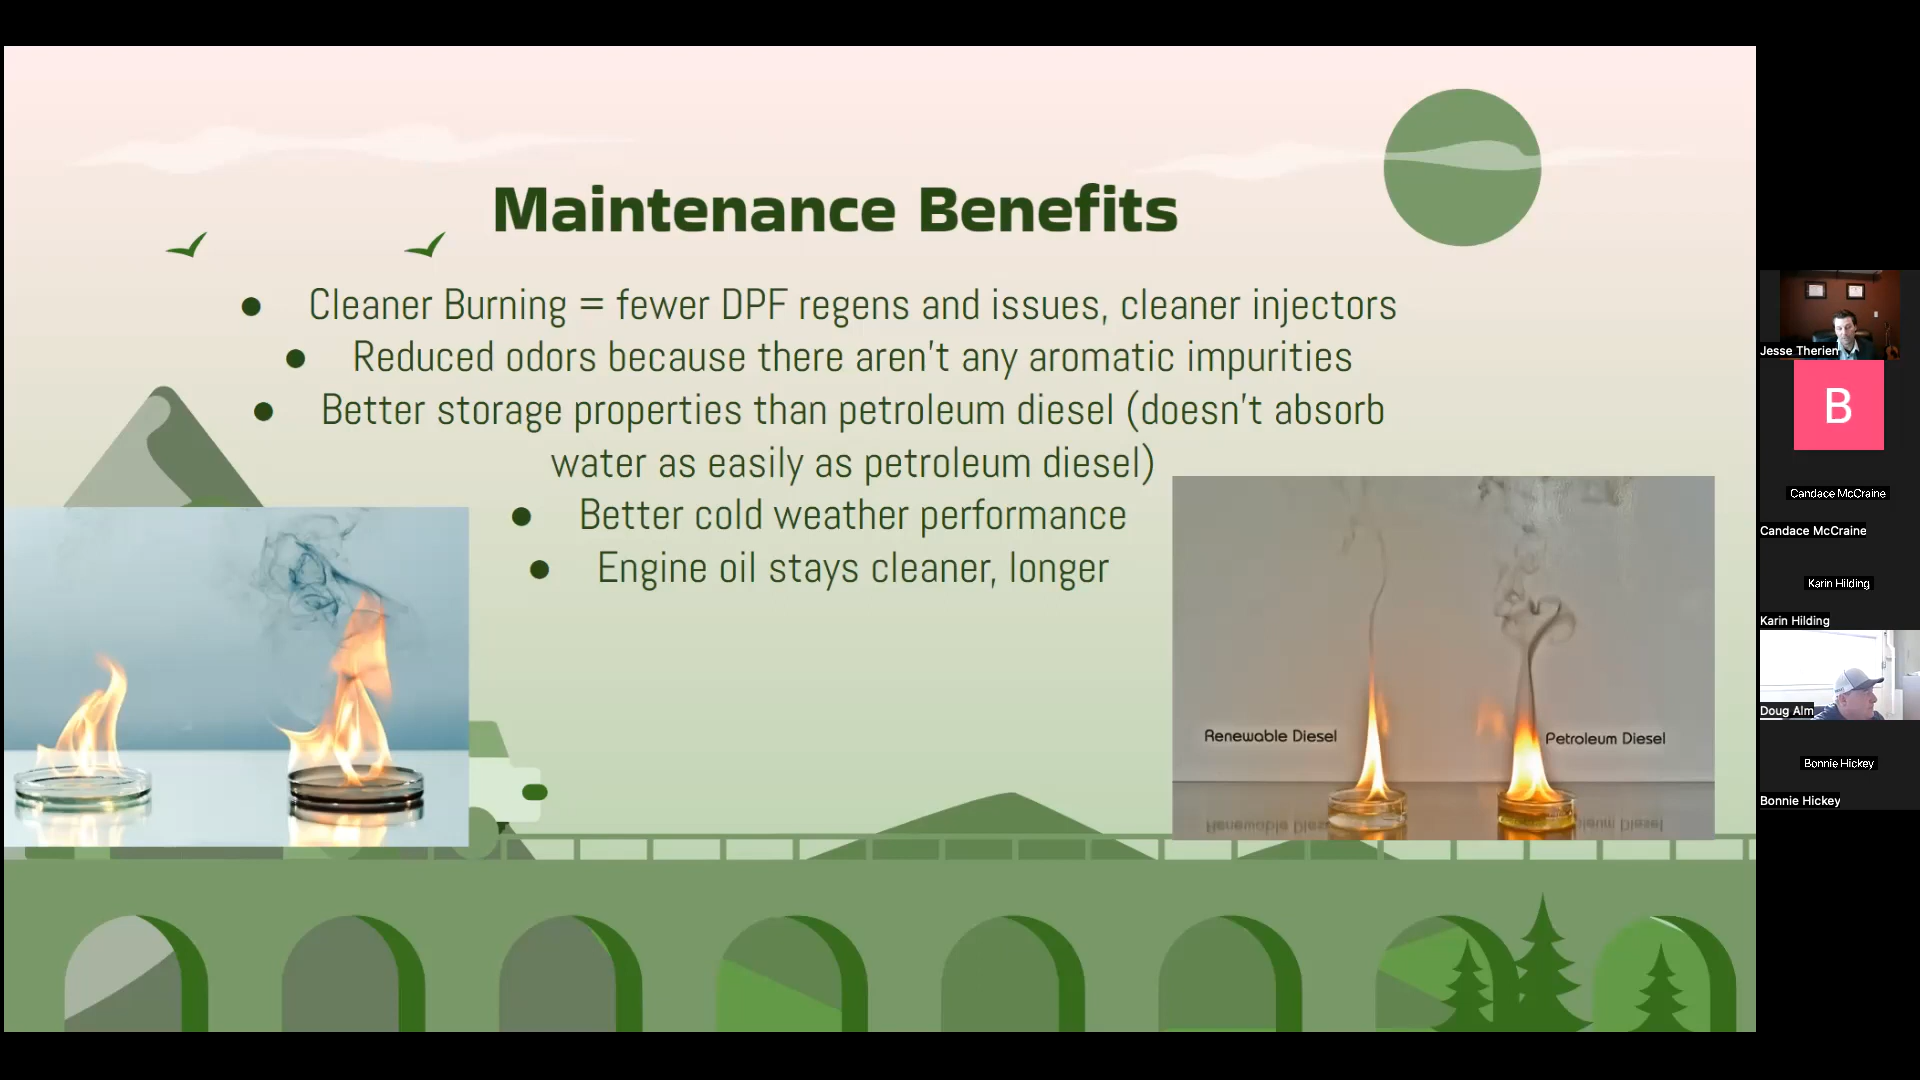 Maintenance Benefits
● Cleaner Burning = fewer DPF regens and issues, cleaner injectors
● Reduced odors because there aren't any aromatic impurities
● Better storage properties than petroleum diesel (doesn't absorb
water as easily as petroleum diesel)
● Better cold weather performance
● Engine oil stays cleaner, longer
Renewable Diesel
Petroleum Diesel
Jesse Therien
B
Candace McCraine
Candace McCraine
Karin Hilding
Karin Hilding
Doug Alm
Bonnie Hickey
Bonnie Hickey